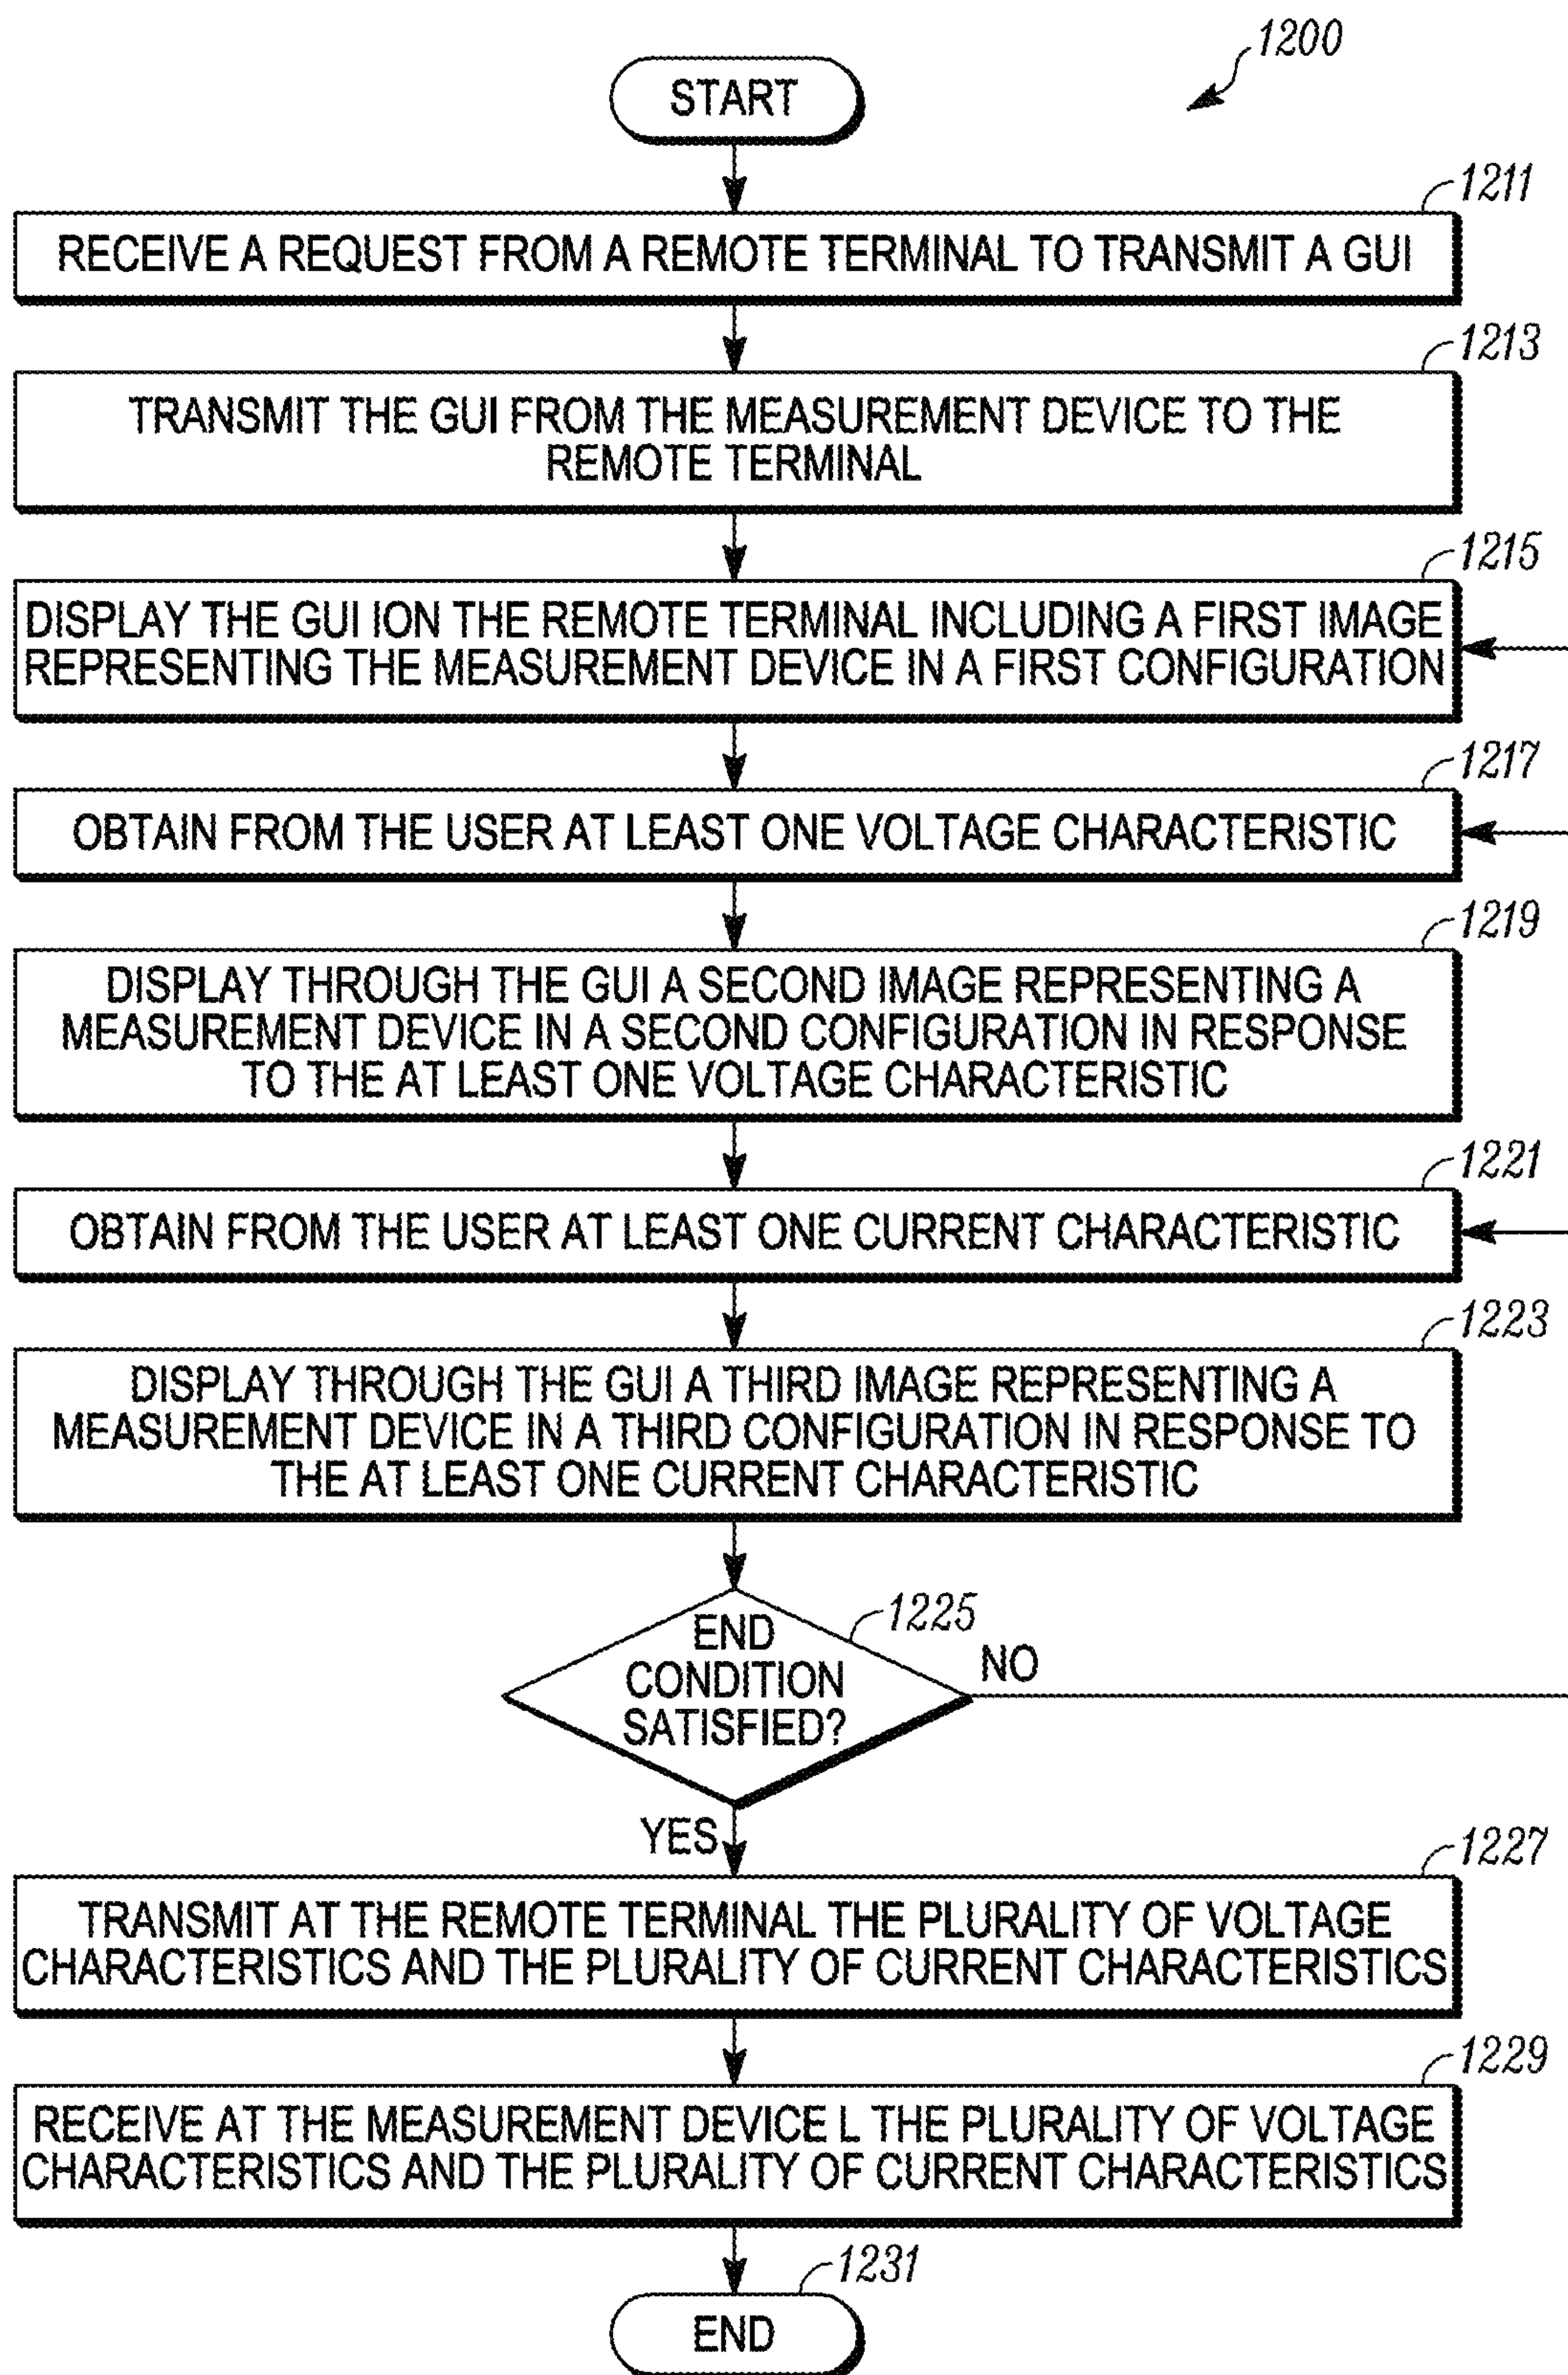 1200
START
1211
RECEIVE A REQUEST FROM A REMOTE TERMINAL TO TRANSMIT A GUI
1213
TRANSMIT THE GUI FROM THE MEASUREMENT DEVICE TO THE
REMOTE TERMINAL
1215
DISPLAY THE GUI ION THE REMOTE TERMINAL INCLUDING A FIRST IMAGE
REPRESENTING THE MEASUREMENT DEVICE IN A FIRST CONFIGURATION
1217
OBTAIN FROM THE USER AT LEAST ONE VOLTAGE CHARACTERISTIC
1219
DISPLAY THROUGH THE GUI A SECOND IMAGE REPRESENTING A
MEASUREMENT DEVICE IN A SECOND CONFIGURATION IN RESPONSE
TO THE AT LEAST ONE VOLTAGE CHARACTERISTIC
1221
OBTAIN FROM THE USER AT LEAST ONE CURRENT CHARACTERISTIC
1223
DISPLAY THROUGH THE GUI A THIRD IMAGE REPRESENTING A
MEASUREMENT DEVICE IN A THIRD CONFIGURATION IN RESPONSE TO
THE AT LEAST ONE CURRENT CHARACTERISTIC
1225
END
CONDITION
SATISFIED?
NO
YES
1227
TRANSMIT AT THE REMOTE TERMINAL THE PLURALITY OF VOLTAGE
CHARACTERISTICS AND THE PLURALITY OF CURRENT CHARACTERISTICS
1229
RECEIVE AT THE MEASUREMENT DEVICE L THE PLURALITY OF VOLTAGE
CHARACTERISTICS AND THE PLURALITY OF CURRENT CHARACTERISTICS
1231
END